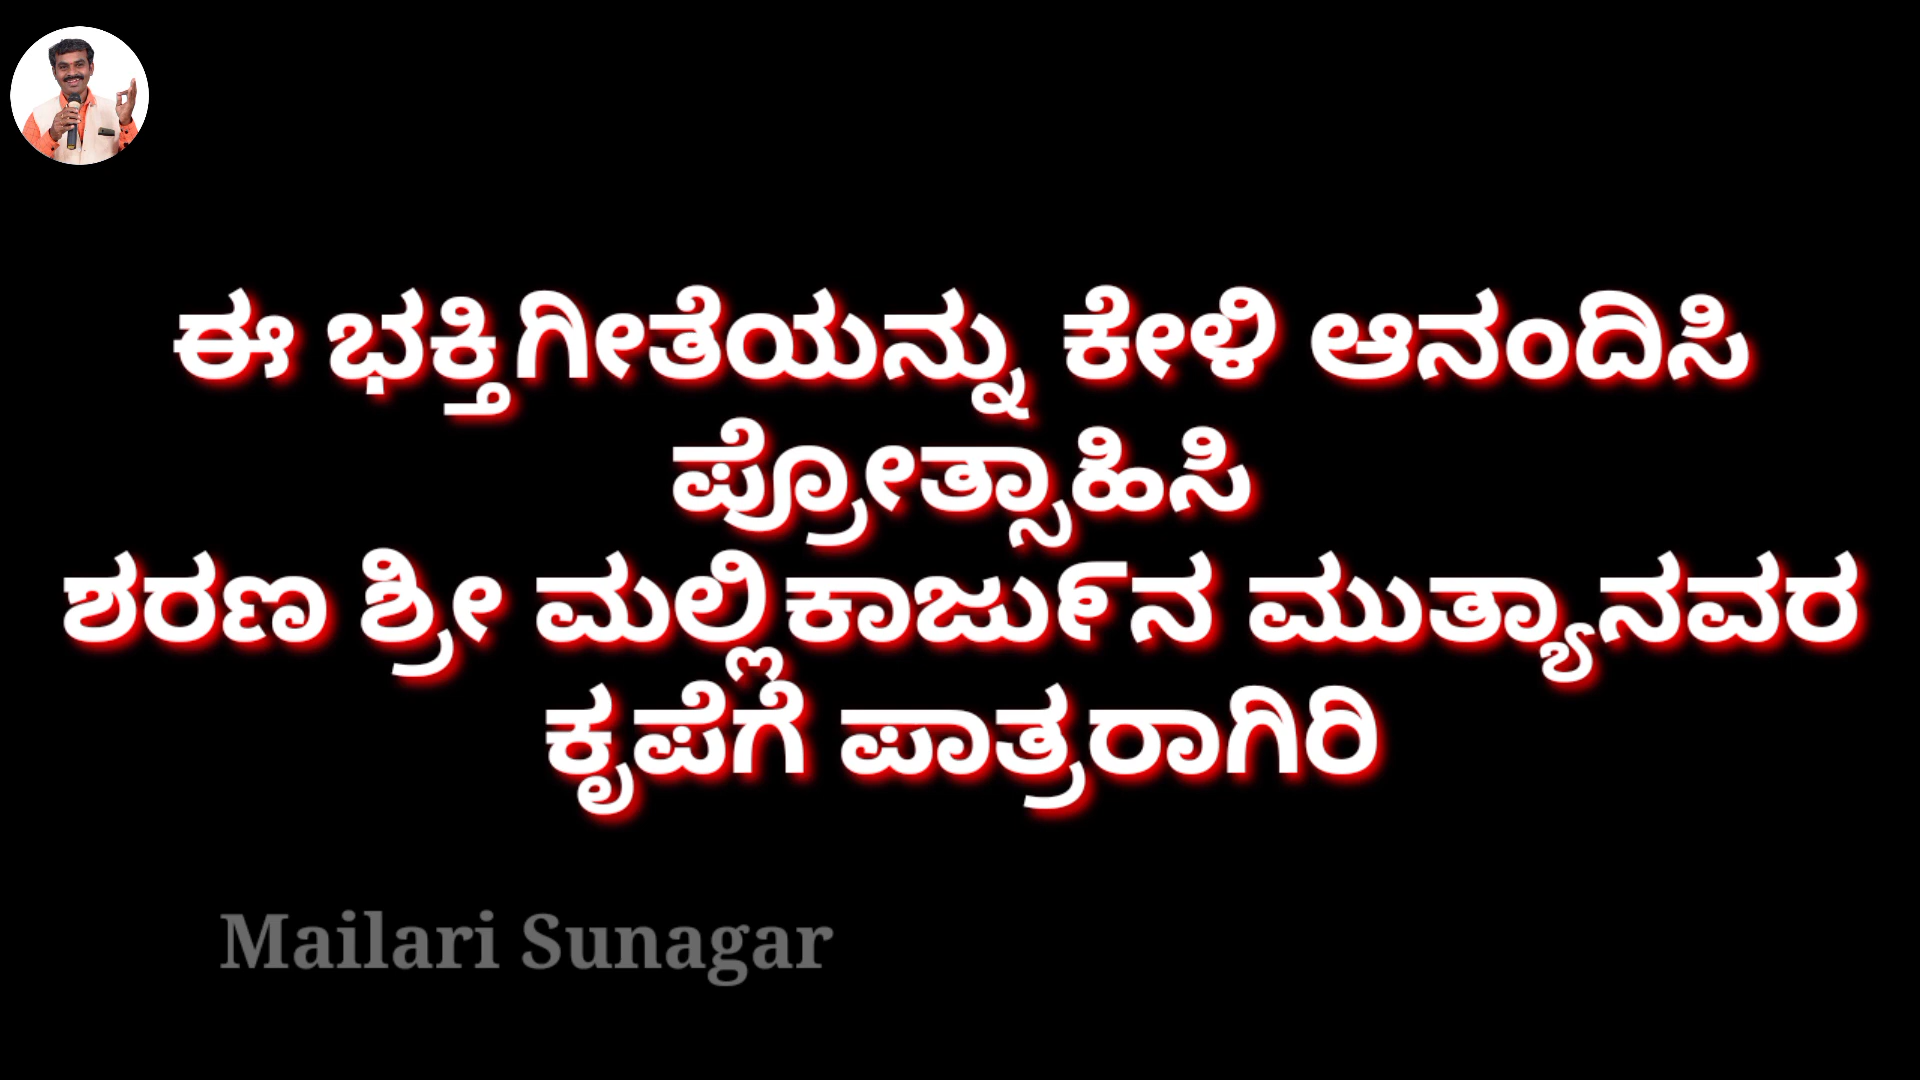 ಈ ಭಕ್ತಿಗೀತೆಯನ್ನು ಕೇಳಿ ಆನಂದಿಸಿ
ಪ್ರೋತ್ಸಾಹಿಸಿ
ಶರಣ ಶ್ರೀ ಮಲ್ಲಿಕಾರ್ಜುನ ಮುತ್ಯಾನವರ
ಕೃಪೆಗೆ ಪಾತ್ರರಾಗಿರಿ
Mailari Sunagar